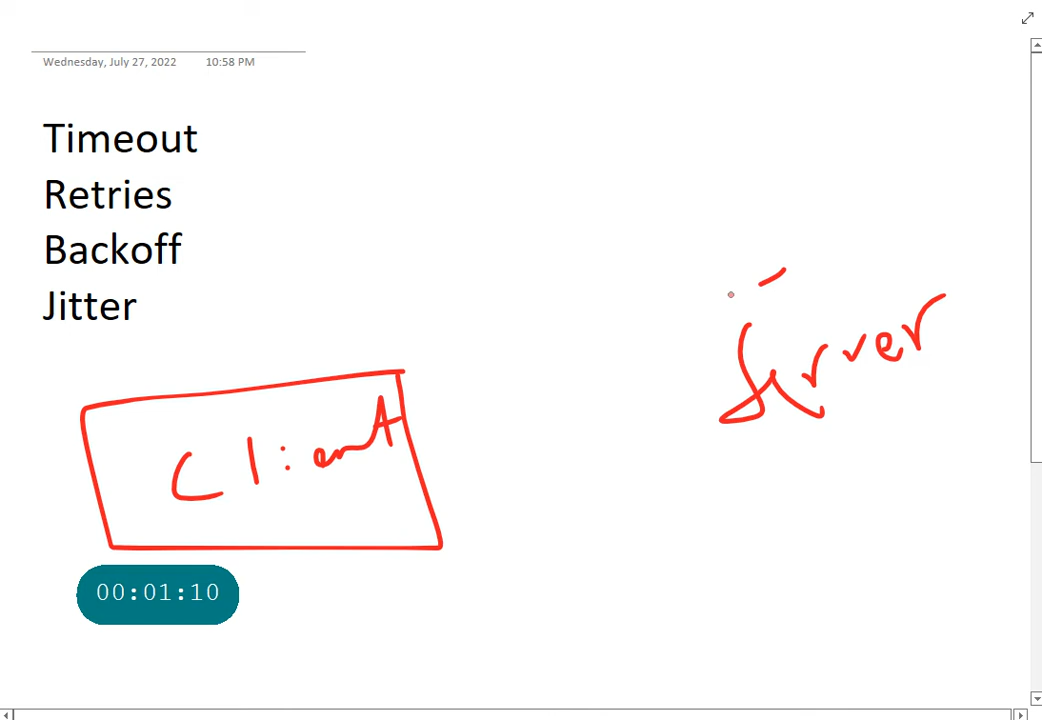 Wednesday, July 27, 2022 10:58 PM
Timeout
Retries
Backoff
Jitter
Server
Client
00:01:10